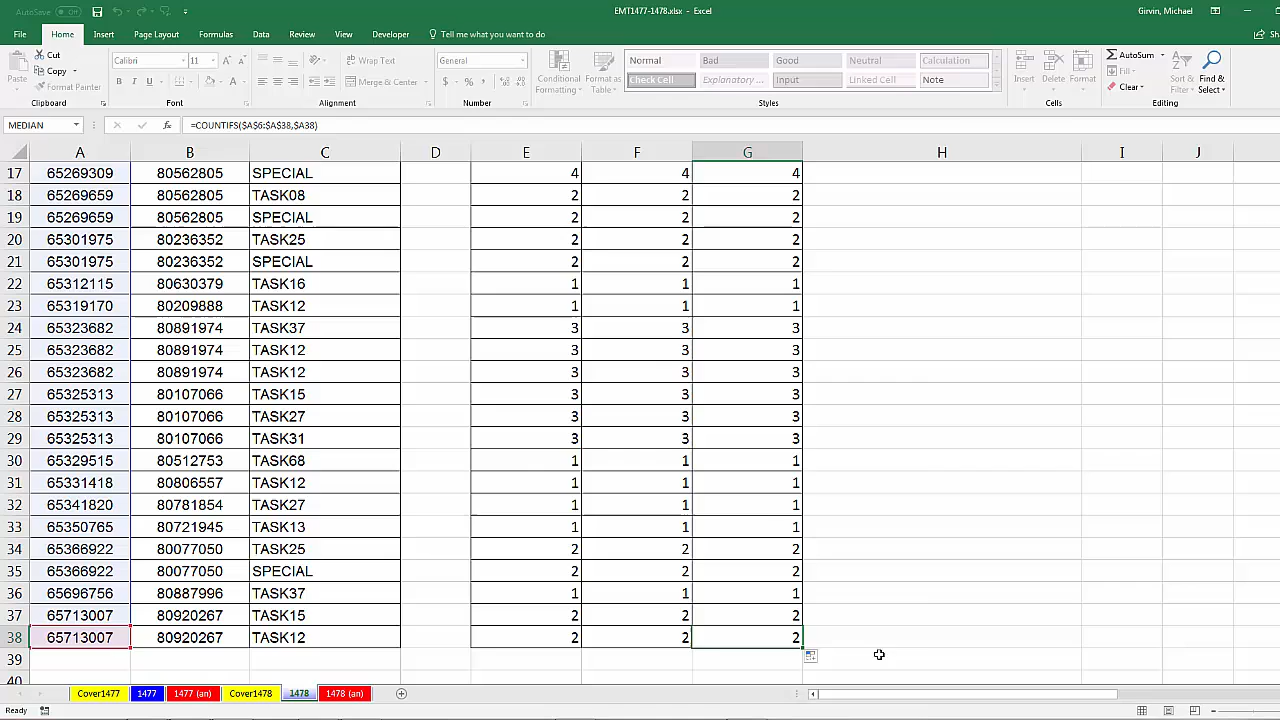 AutoSave Off
EMT1477-1478.xlsx - Excel
Girvin, Michael
File Home Insert Page Layout Formulas Data Review View Developer Tell me what you want to do
Paste Cut Copy Format Painter
Calibri 11
B I U
Wrap Text
Merge & Center
General
$ % ,
Conditional Formatting
Format as Table
Normal Bad Good Neutral Calculation
Check Cell Explanatory ... Input Linked Cell Note
Insert Delete Format
AutoSum Fill Clear
Sort & Filter
Find & Select
Clipboard Font Alignment Number Styles Cells Editing
MEDIAN =COUNTIFS($A$6:$A$38,$A38)
A B C D E F G H I J
17 65269309 80562805 SPECIAL 4 4 4
18 65269659 80562805 TASK08 2 2 2
19 65269659 80562805 SPECIAL 2 2 2
20 65301975 80236352 TASK25 2 2 2
21 65301975 80236352 SPECIAL 2 2 2
22 65312115 80630379 TASK16 1 1 1
23 65319170 80209888 TASK12 1 1 1
24 65323682 80891974 TASK37 3 3 3
25 65323682 80891974 TASK12 3 3 3
26 65323682 80891974 TASK12 3 3 3
27 65325313 80107066 TASK15 3 3 3
28 65325313 80107066 TASK27 3 3 3
29 65325313 80107066 TASK31 3 3 3
30 65329515 80512753 TASK68 1 1 1
31 65331418 80806557 TASK12 1 1 1
32 65341820 80781854 TASK27 1 1 1
33 65350765 80721945 TASK13 1 1 1
34 65366922 80077050 TASK25 2 2 2
35 65366922 80077050 SPECIAL 2 2 2
36 65696756 80887996 TASK37 1 1 1
37 65713007 80920267 TASK15 2 2 2
38 65713007 80920267 TASK12 2 2 2
39
40
Cover1477 1477 1477 (an) Cover1478 1478 1478 (an)
Ready